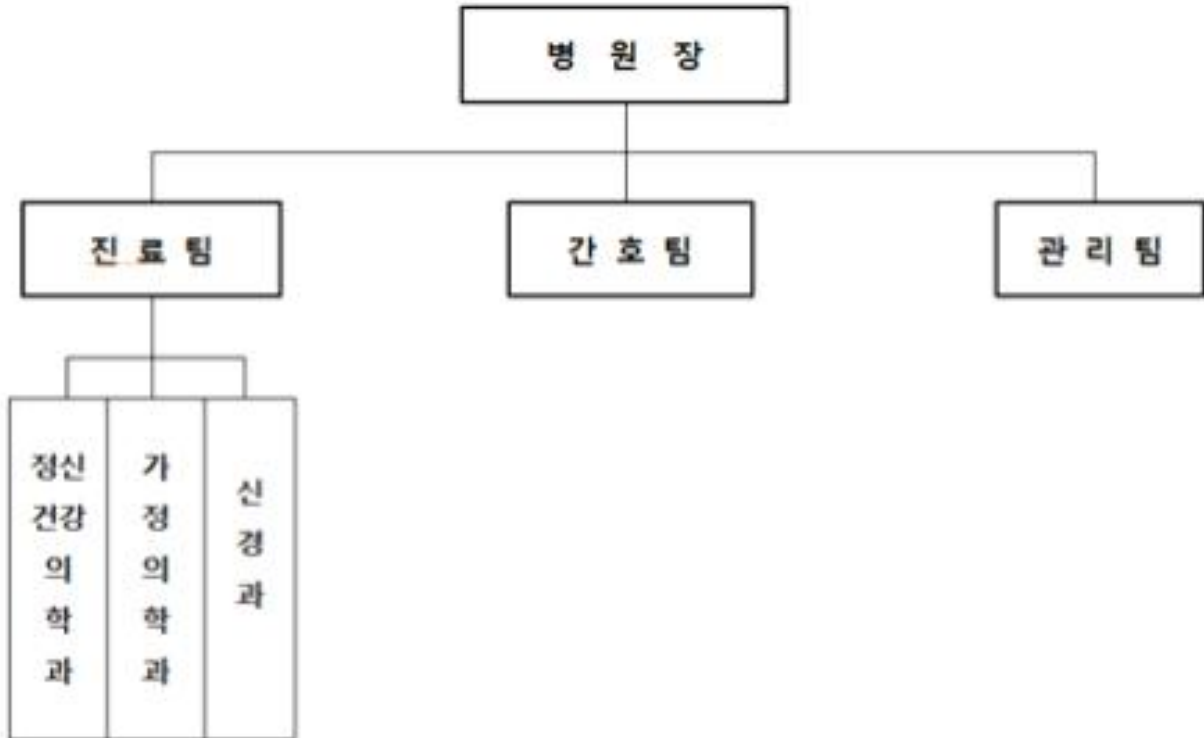 병 원 장
진 료 팀
간 호 팀
관 리 팀
정신
건강
의
학
과
가
정
의
학
과
신
경
과